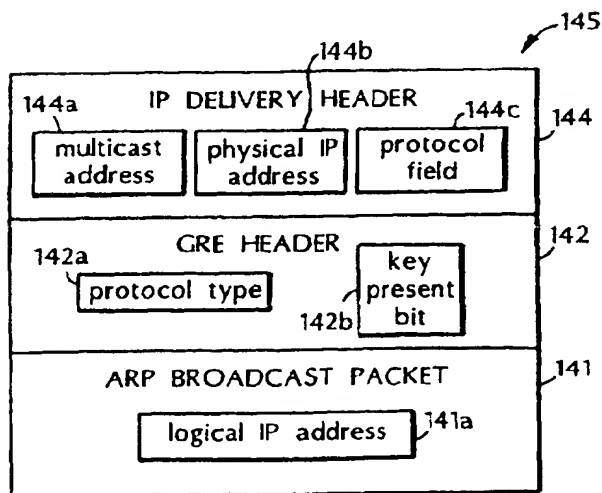 145
144b
IP DELIVERY HEADER
144a
144c
144
multicast address
physical IP address
protocol field
GRE HEADER
142
142a
protocol type
key present bit
142b
ARP BROADCAST PACKET
141
logical IP address
141a